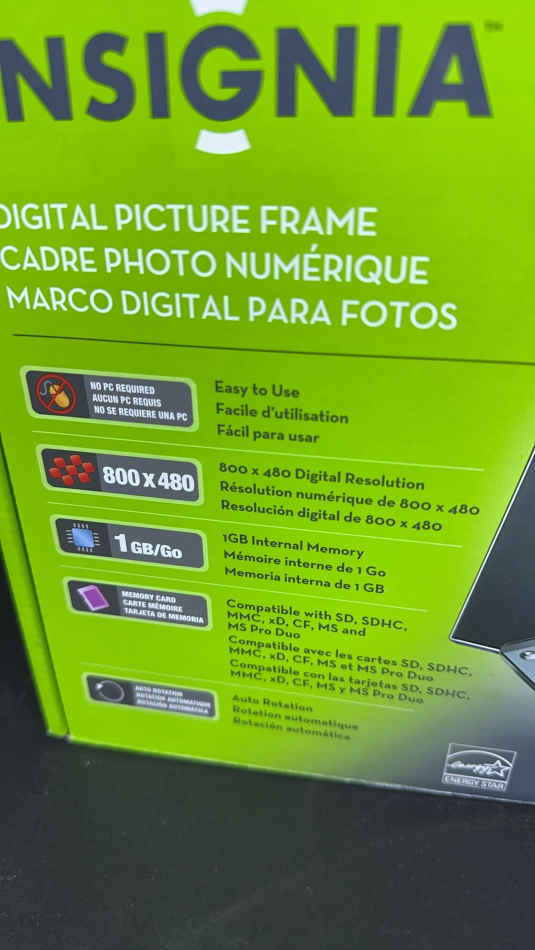 INSIGNIA™
DIGITAL PICTURE FRAME
CADRE PHOTO NUMÉRIQUE
MARCO DIGITAL PARA FOTOS
NO PC REQUIRED
AUCUN PC REQUIS
NO SE REQUIERE UNA PC
Easy to Use
Facile d'utilisation
Fácil para usar
800 x 480
800 x 480 Digital Resolution
Résolution numérique de 800 x 480
Resolución digital de 800 x 480
1 GB/Go
1GB Internal Memory
Mémoire interne de 1 Go
Memoria interna de 1 GB
MEMORY CARD
CARTE MÉMOIRE
TARJETA DE MEMORIA
Compatible with SD, SDHC,
MMC, xD, CF, MS and
MS Pro Duo
Compatible avec les cartes SD, SDHC,
MMC, xD, CF, MS et MS Pro Duo
Compatible con las tarjetas SD, SDHC,
MMC, xD, CF, MS y MS Pro Duo
AUTO ROTATION
ROTATION AUTOMATIQUE
ROTACIÓN AUTOMÁTICA
Auto Rotation
Rotation automatique
Rotación automática
energy
ENERGY STAR